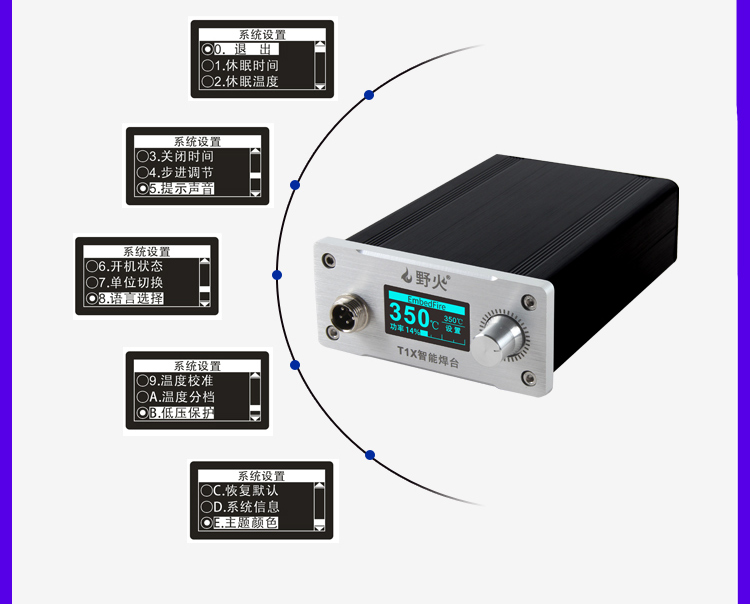 系统设置
0. 退 出
1.休眠时间
2.休眠温度
系统设置
3.关闭时间
4.步进调节
5.提示声音
系统设置
6.开机状态
7.单位切换
8.语言选择
系统设置
9.温度校准
A.温度分档
B.低压保护
系统设置
C.恢复默认
D.系统信息
E.主题颜色
野火®
EmbedFire
350℃
350℃
设置
功率 14%
T1X智能焊台